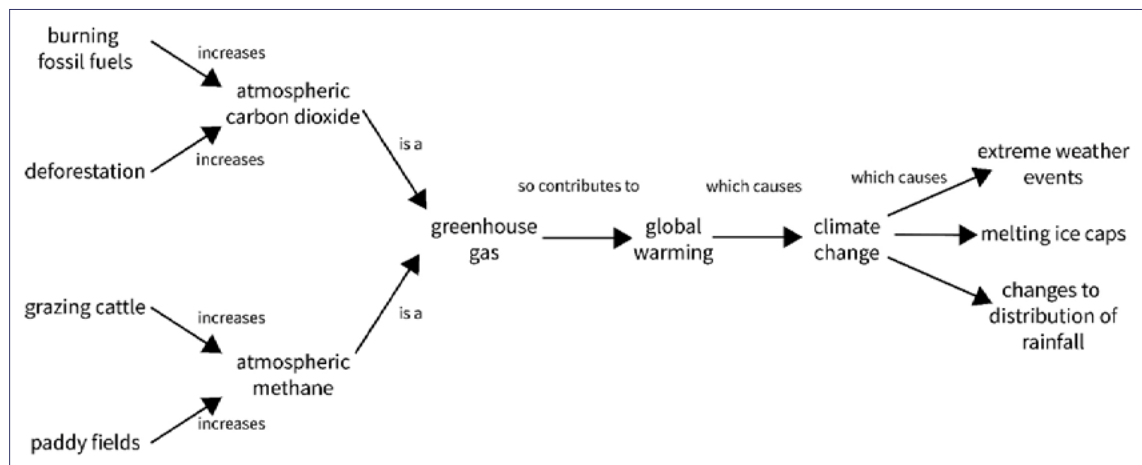 burning
fossil fuels
increases
atmospheric
carbon dioxide
deforestation
increases
is a
grazing cattle
increases
atmospheric
methane
paddy fields
increases
is a
greenhouse
gas
so contributes to
global
warming
which causes
climate
change
which causes
extreme weather
events
melting ice caps
changes to
distribution of
rainfall